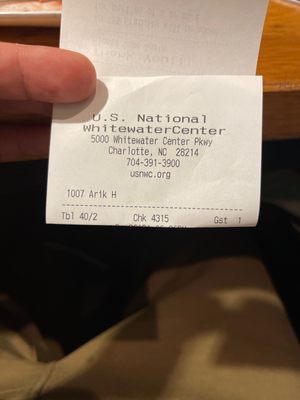 U.S. National
WhitewaterCenter
5000 Whitewater Center Pkwy
Charlotte, NC 28214
704-391-3900
usnwc.org
1007 Arik H
Tbl 40/2 Chk 4315 Gst 1